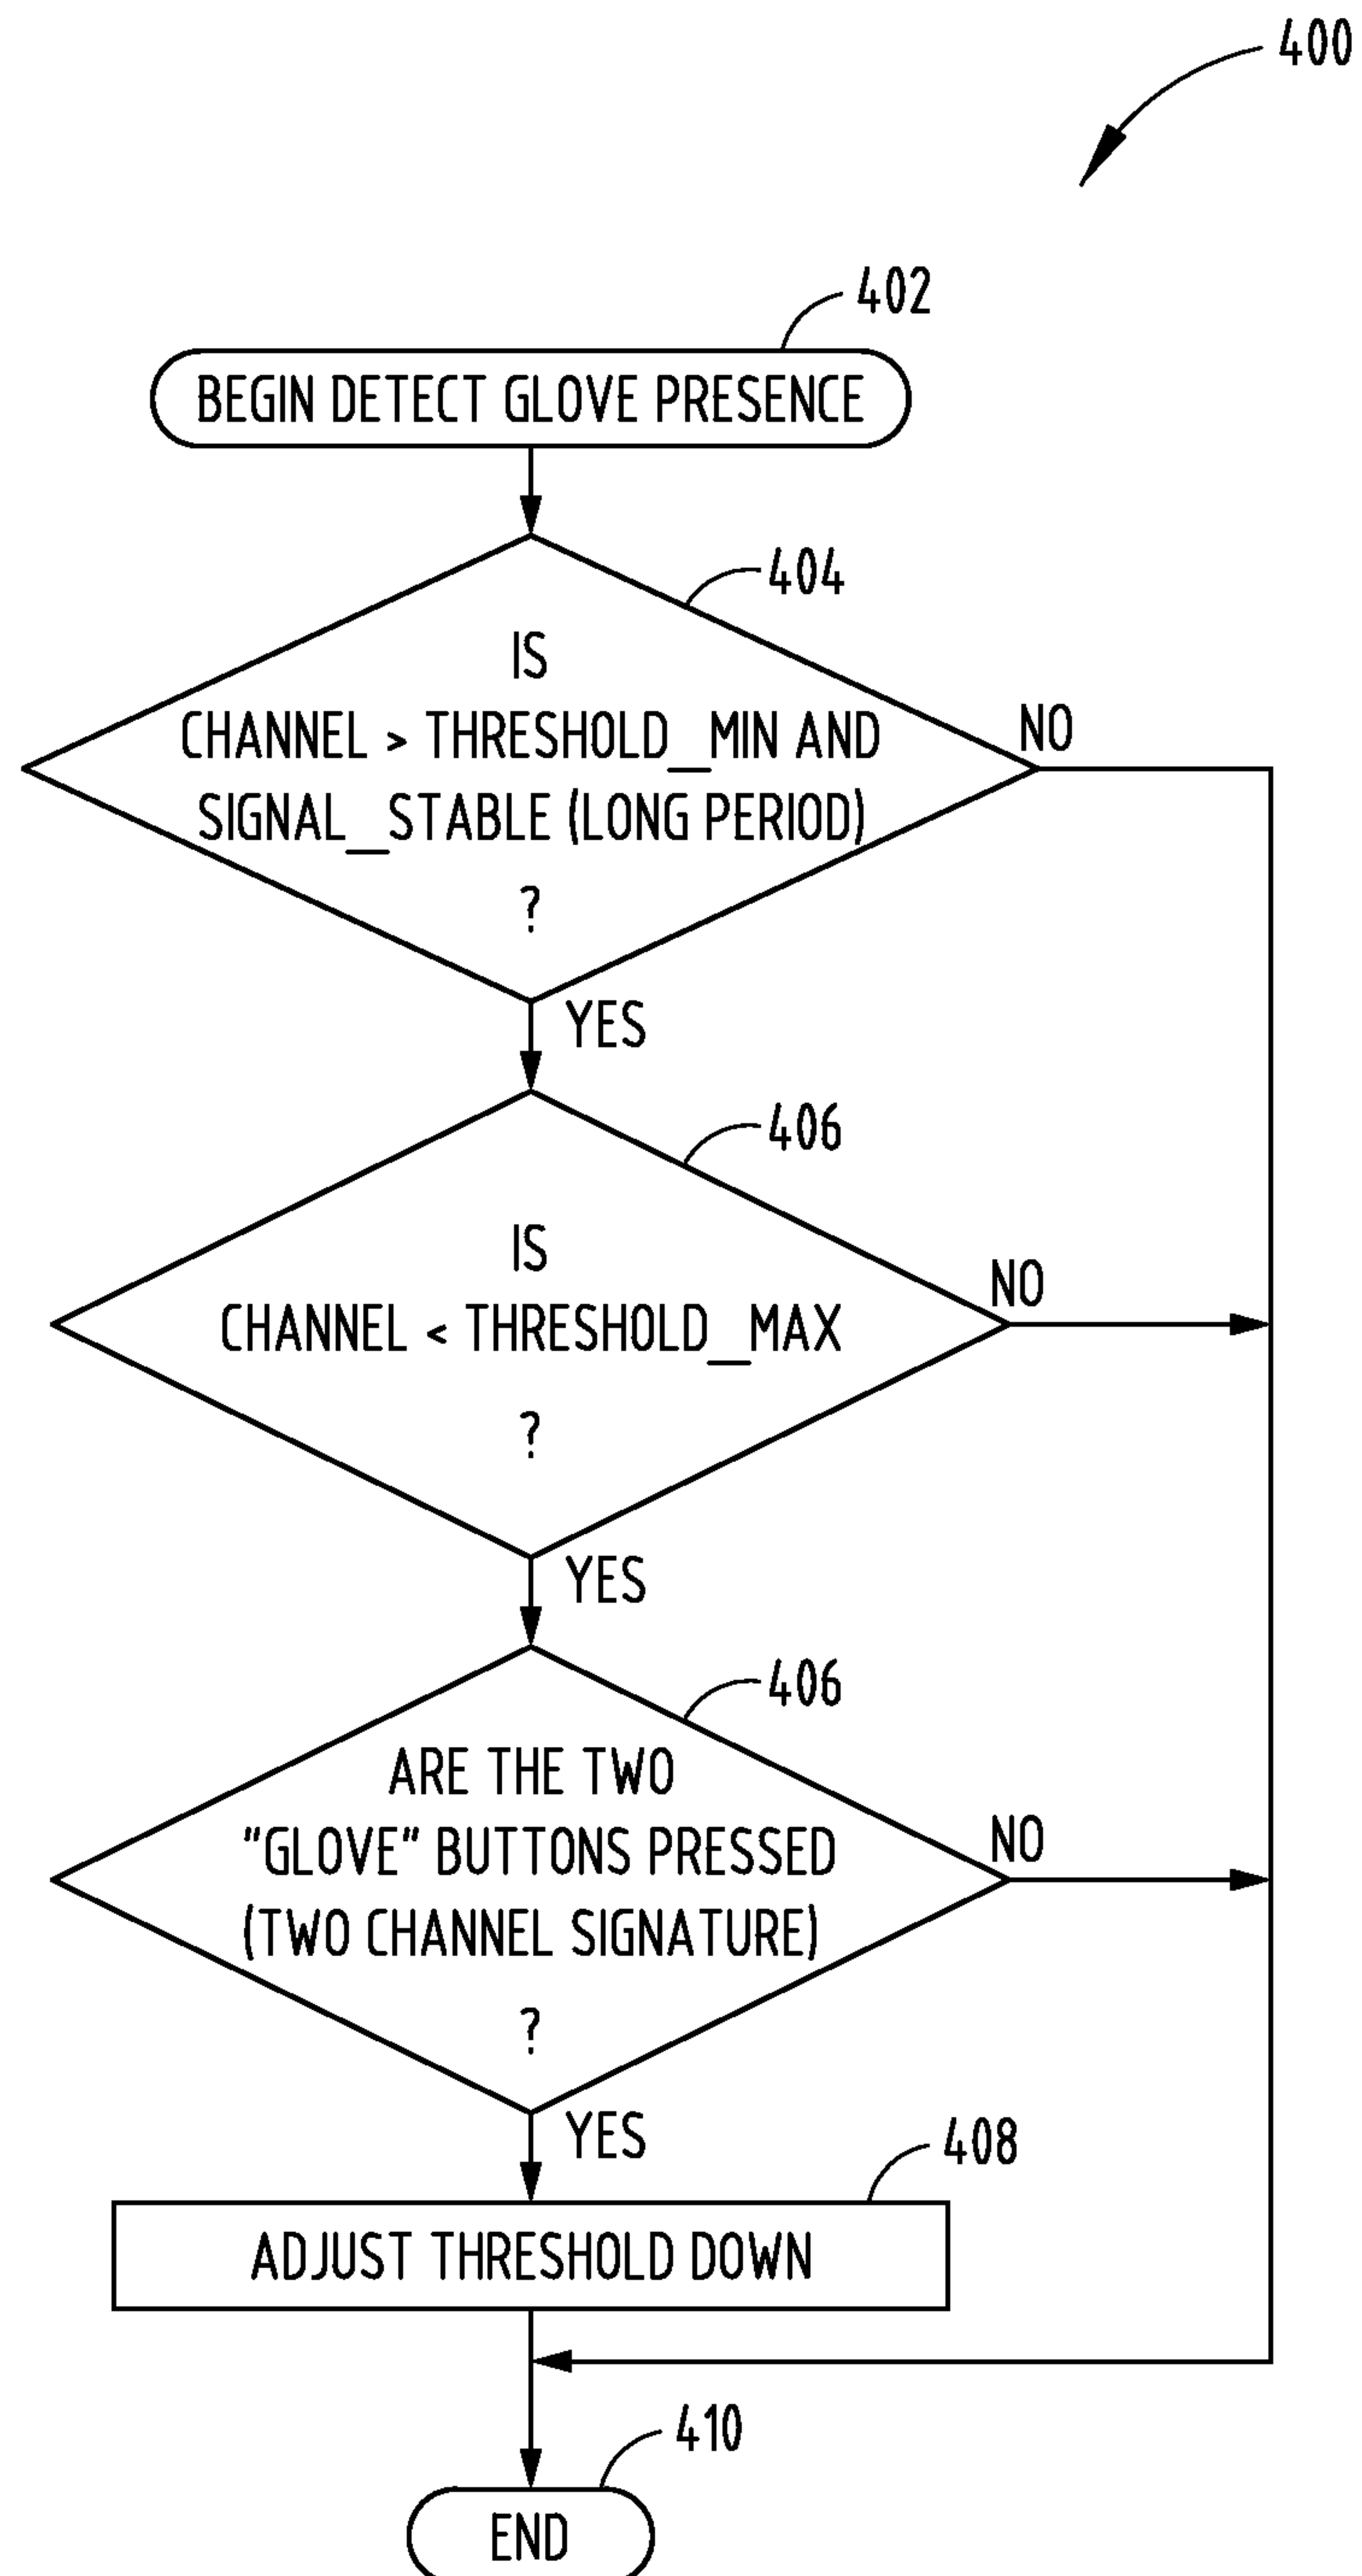 400
402
BEGIN DETECT GLOVE PRESENCE
404
IS
CHANNEL > THRESHOLD_MIN AND
SIGNAL_STABLE (LONG PERIOD)
?
NO
YES
406
IS
CHANNEL < THRESHOLD_MAX
?
NO
YES
406
ARE THE TWO
"GLOVE" BUTTONS PRESSED
(TWO CHANNEL SIGNATURE)
?
NO
YES
408
ADJUST THRESHOLD DOWN
410
END